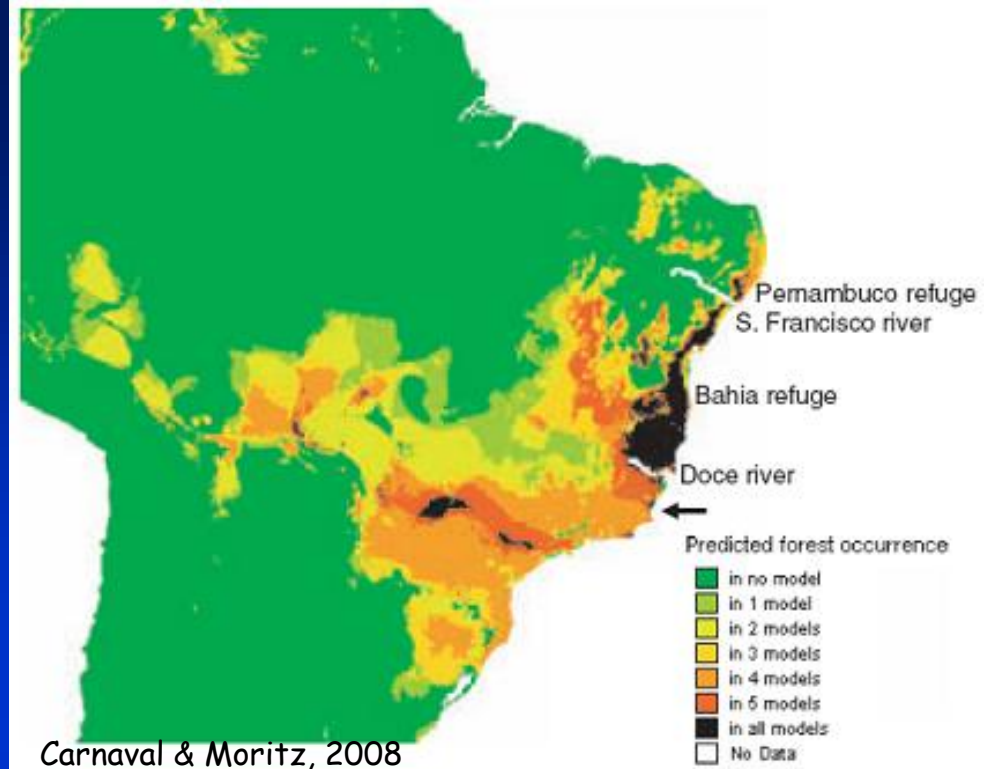 Pernambuco refuge
S. Francisco river
Bahia refuge
Doce river
Predicted forest occurrence
in no model
in 1 model
in 2 models
in 3 models
in 4 models
in 5 models
in all models
No Data
Carnaval & Moritz, 2008